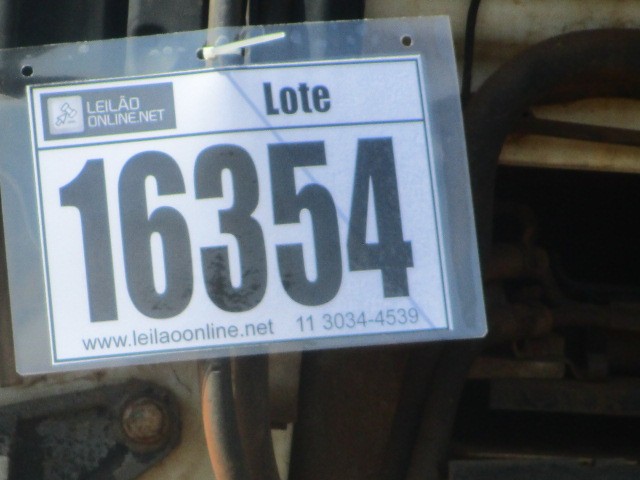 LEILÃO
ONLINE.NET
Lote
16354
www.leilaoonline.net 11 3034-4539